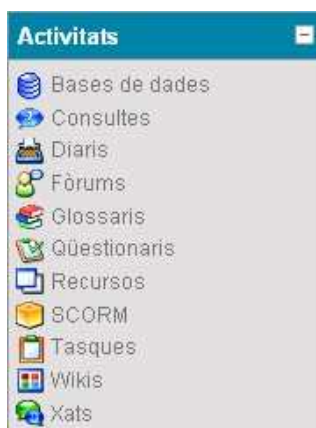 Activitats
Bases de dades
Consultes
Diaris
Fòrums
Glossaris
Qüestionaris
Recursos
SCORM
Tasques
Wikis
Xats